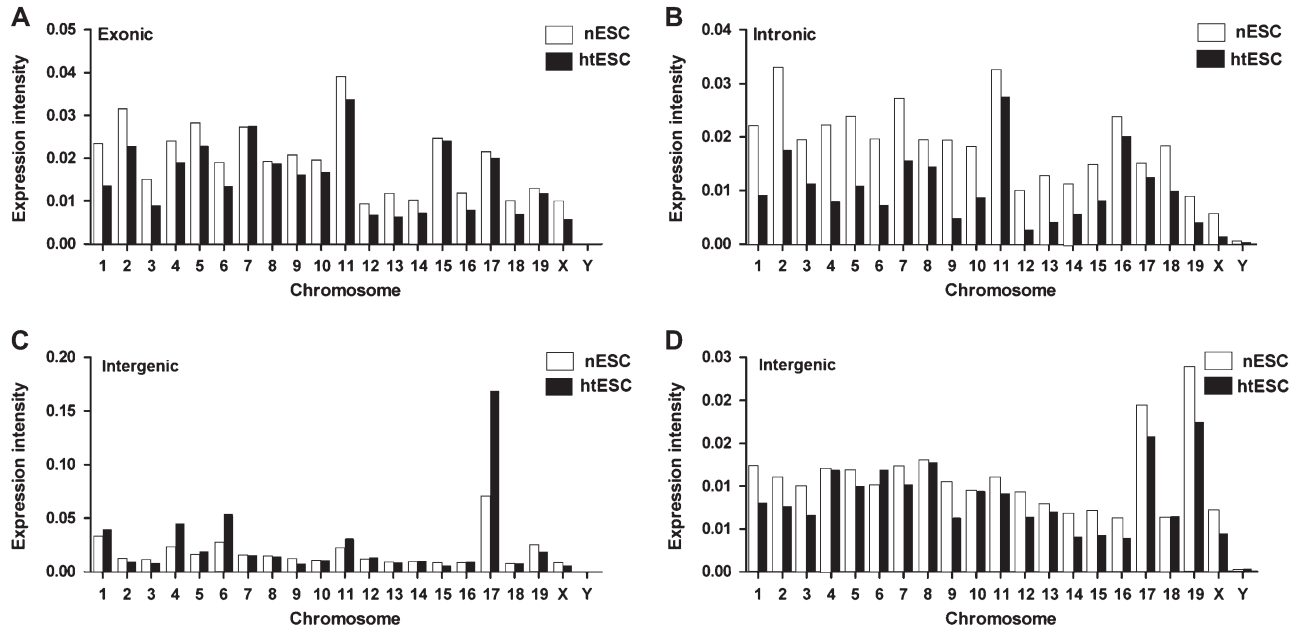 A
Exonic
nESC
htESC
Expression intensity
0.05
0.04
0.03
0.02
0.01
0.00
1 2 3 4 5 6 7 8 9 10 11 12 13 14 15 16 17 18 19 X Y
Chromosome
B
Intronic
nESC
htESC
Expression intensity
0.04
0.03
0.02
0.01
0.00
1 2 3 4 5 6 7 8 9 10 11 12 13 14 15 16 17 18 19 X Y
Chromosome
C
Intergenic
nESC
htESC
Expression intensity
0.20
0.15
0.10
0.05
0.00
1 2 3 4 5 6 7 8 9 10 11 12 13 14 15 16 17 18 19 X Y
Chromosome
D
Intergenic
nESC
htESC
Expression intensity
0.03
0.02
0.02
0.01
0.01
0.00
1 2 3 4 5 6 7 8 9 10 11 12 13 14 15 16 17 18 19 X Y
Chromosome